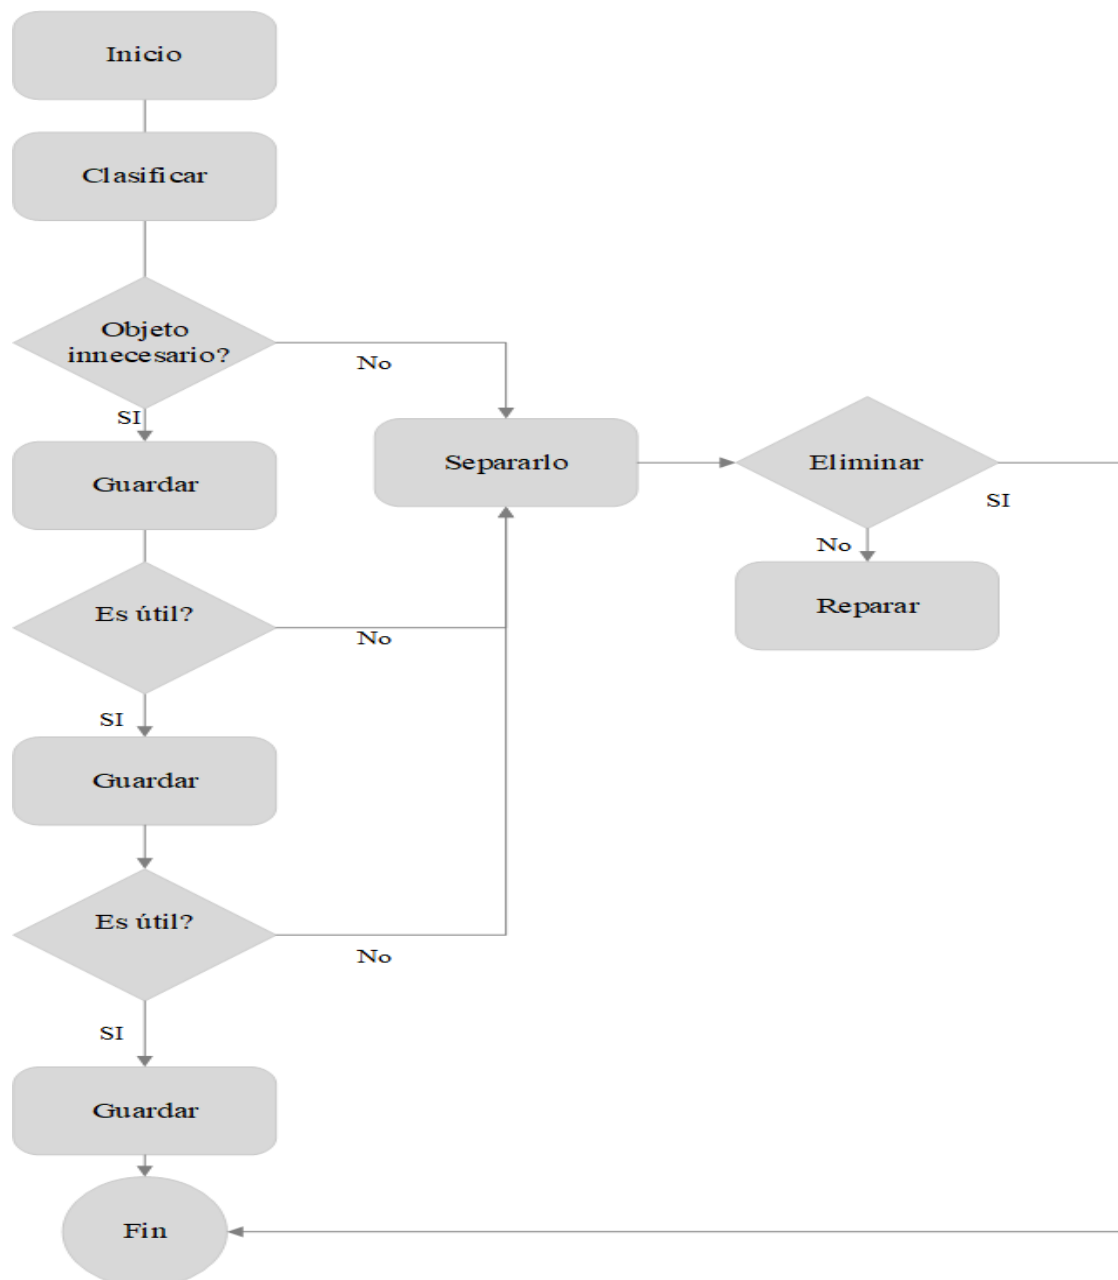 Inicio
Clasificar
Objeto
innecesario?
No
SI
Guardar
Separarlo
Eliminar
SI
No
Reparar
Es útil?
No
SI
Guardar
Es útil?
No
SI
Guardar
Fin